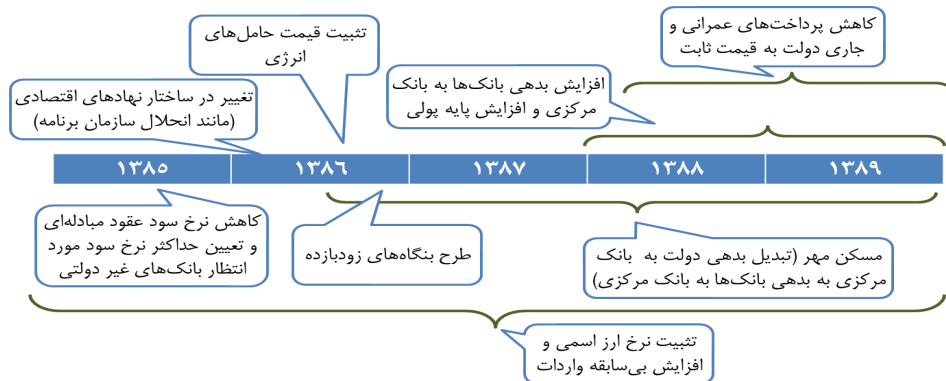 کاهش پرداخت‌های عمرانی و
جاری دولت به قیمت ثابت
تثبیت قیمت حامل‌های
انرژی
افزایش بدهی بانک‌ها به بانک
مرکزی و افزایش پایه پولی
تغییر در ساختار نهادهای اقتصادی
(مانند انحلال سازمان برنامه)
۱۳۸۵
۱۳۸۶
۱۳۸۷
۱۳۸۸
۱۳۸۹
کاهش نرخ سود عقود مبادله‌ای
و تعیین حداکثر نرخ سود مورد
انتظار بانک‌های غیر دولتی
طرح بنگاه‌های زودبازده
مسکن مهر (تبدیل بدهی دولت به بانک
مرکزی به بدهی بانک‌ها به بانک مرکزی)
تثبیت نرخ ارز اسمی و
افزایش بی‌سابقه واردات